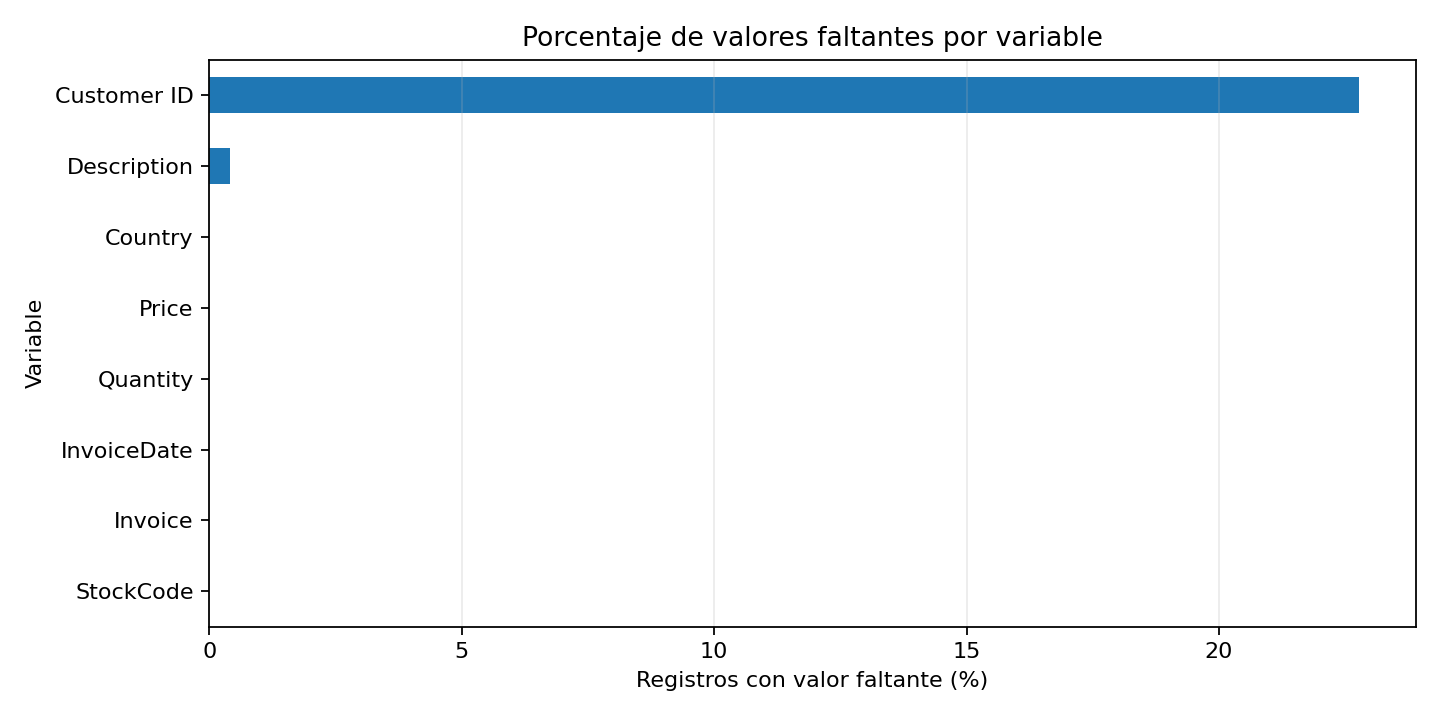 Porcentaje de valores faltantes por variable
Customer ID
Description
Country
Price
Quantity
InvoiceDate
Invoice
StockCode
Variable
0 5 10 15 20
Registros con valor faltante (%)